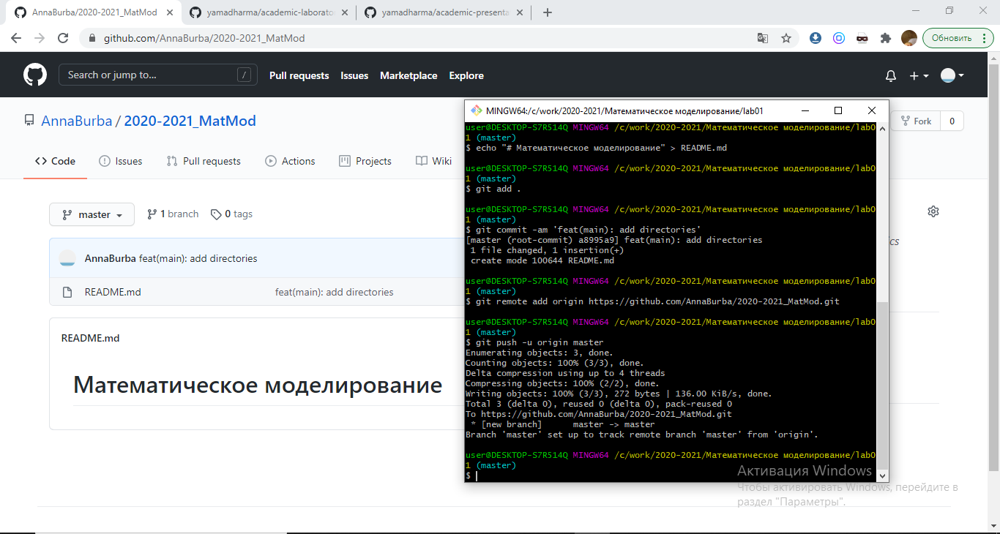 AnnaBurba/2020-2021_MatMod
yamadharma/academic-laborato
yamadharma/academic-presenta
github.com/AnnaBurba/2020-2021_MatMod
Обновить
Search or jump to...
/
Pull requests
Issues
Marketplace
Explore
AnnaBurba / 2020-2021_MatMod
Fork
0
Code
Issues
Pull requests
Actions
Projects
Wiki
master
1 branch
0 tags
AnnaBurba feat(main): add directories
README.md
feat(main): add directories
README.md
Математическое моделирование
cs
MINGW64:/c/work/2020-2021/Математическое моделирование/lab01
user@DESKTOP-S7R514Q MINGW64 /c/work/2020-2021/Математическое моделирование/lab0
1 (master)
$ echo "# Математическое моделирование" > README.md
user@DESKTOP-S7R514Q MINGW64 /c/work/2020-2021/Математическое моделирование/lab0
1 (master)
$ git add .
user@DESKTOP-S7R514Q MINGW64 /c/work/2020-2021/Математическое моделирование/lab0
1 (master)
$ git commit -am 'feat(main): add directories'
[master (root-commit) a8995a9] feat(main): add directories
1 file changed, 1 insertion(+)
create mode 100644 README.md
user@DESKTOP-S7R514Q MINGW64 /c/work/2020-2021/Математическое моделирование/lab0
1 (master)
$ git remote add origin https://github.com/AnnaBurba/2020-2021_MatMod.git
user@DESKTOP-S7R514Q MINGW64 /c/work/2020-2021/Математическое моделирование/lab0
1 (master)
$ git push -u origin master
Enumerating objects: 3, done.
Counting objects: 100% (3/3), done.
Delta compression using up to 4 threads
Compressing objects: 100% (2/2), done.
Writing objects: 100% (3/3), 272 bytes | 136.00 KiB/s, done.
Total 3 (delta 0), reused 0 (delta 0), pack-reused 0
To https://github.com/AnnaBurba/2020-2021_MatMod.git
* [new branch] master -> master
Branch 'master' set up to track remote branch 'master' from 'origin'.
user@DESKTOP-S7R514Q MINGW64 /c/work/2020-2021/Математическое моделирование/lab0
1 (master)
$
Активация Windows
Чтобы активировать Windows, перейдите в
раздел "Параметры".